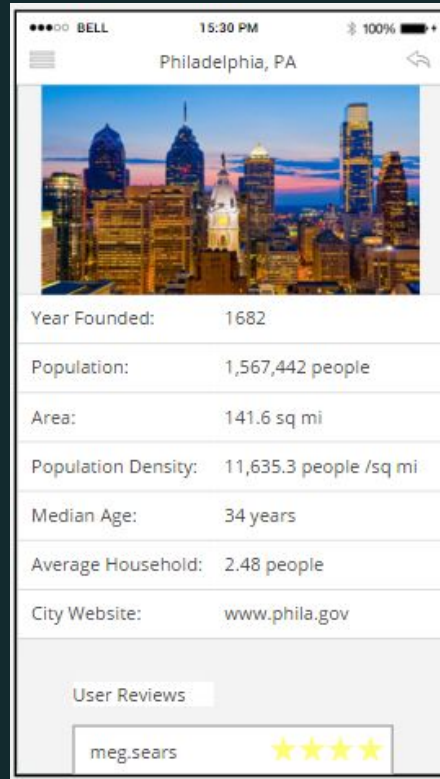 BELL 15:30 PM 100%
Philadelphia, PA
Year Founded: 1682
Population: 1,567,442 people
Area: 141.6 sq mi
Population Density: 11,635.3 people /sq mi
Median Age: 34 years
Average Household: 2.48 people
City Website: www.phila.gov
User Reviews
meg.sears